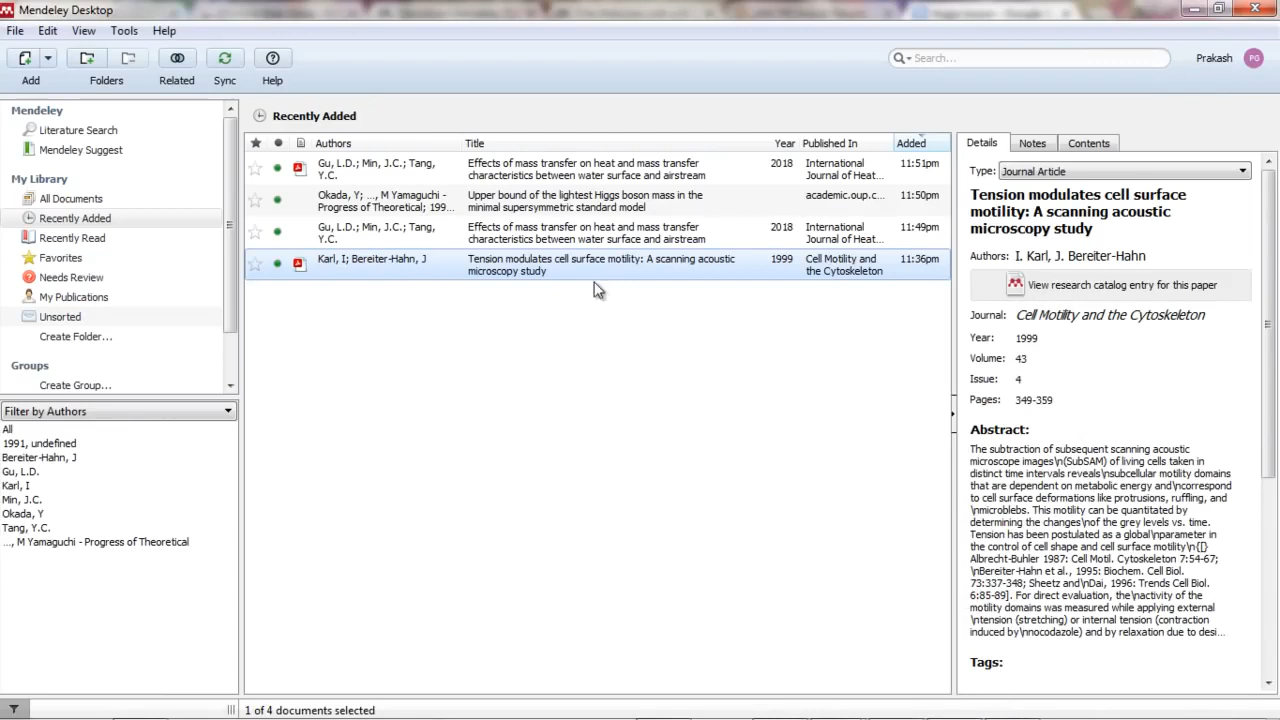 Mendeley Desktop
File Edit View Tools Help
Search...
Prakash PG
Add Folders Related Sync Help
Mendeley
Literature Search
Mendeley Suggest
My Library
All Documents
Recently Added
Recently Read
Favorites
Needs Review
My Publications
Unsorted
Create Folder...
Groups
Create Group...
Filter by Authors
All
1991, undefined
Bereiter-Hahn, J
Gu, L.D.
Karl, I
Min, J.C.
Okada, Y
Tang, Y.C.
..., M Yamaguchi - Progress of Theoretical
Recently Added
Authors Title Year Published In Added
Gu, L.D.; Min, J.C.; Tang, Effects of mass transfer on heat and mass transfer 2018 International 11:51pm
Y.C. characteristics between water surface and airstream Journal of Heat...
Okada, Y; ..., M Yamaguchi - Upper bound of the lightest Higgs boson mass in the academic.oup.c... 11:50pm
Progress of Theoretical; 199... minimal supersymmetric standard model
Gu, L.D.; Min, J.C.; Tang, Effects of mass transfer on heat and mass transfer 2018 International 11:49pm
Y.C. characteristics between water surface and airstream Journal of Heat...
Karl, I; Bereiter-Hahn, J Tension modulates cell surface motility: A scanning acoustic 1999 Cell Motility and 11:36pm
microscopy study the Cytoskeleton
Details Notes Contents
Type: Journal Article
Tension modulates cell surface
motility: A scanning acoustic
microscopy study
Authors: I. Karl, J. Bereiter-Hahn
View research catalog entry for this paper
Journal: Cell Motility and the Cytoskeleton
Year: 1999
Volume: 43
Issue: 4
Pages: 349-359
Abstract:
The subtraction of subsequent scanning acoustic
microscope images\n(SubSAM) of living cells taken in
distinct time intervals reveals\nsubcellular motility domains
that are dependent on metabolic energy and\ncorrespond
to cell surface deformations like protrusions, ruffling, and
\nmicroblebs. This motility can be quantitated by
determining the changes\nof the grey levels vs. time.
Tension has been postulated as a global\nparameter in
the control of cell shape and cell surface motility\n{[}
Albrecht-Buhler 1987: Cell Motil. Cytoskeleton 7:54-67;
\nBereiter-Hahn et al., 1995: Biochem. Cell Biol.
73:337-348; Sheetz and\nDai, 1996: Trends Cell Biol.
6:85-89]. For direct evaluation, the\nactivity of the
motility domains was measured while applying external
\ntension (stretching) or internal tension (contraction
induced by\nnocodazole) and by relaxation due to desi...
Tags:
1 of 4 documents selected